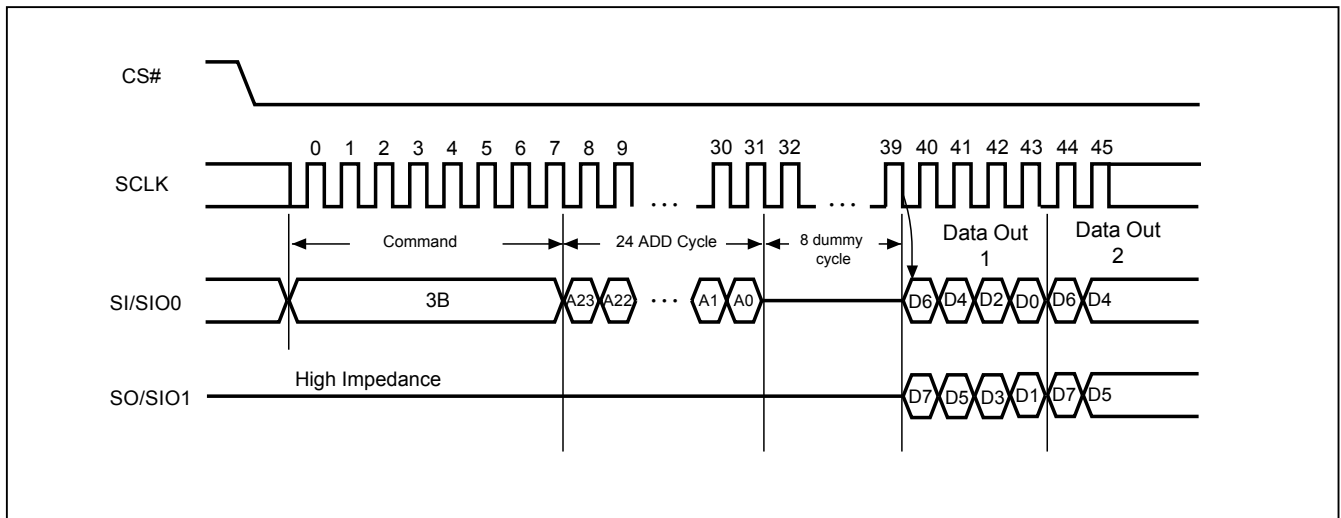 CS#
0 1 2 3 4 5 6 7 8 9 30 31 32 39 40 41 42 43 44 45
SCLK
... ...
Command 24 ADD Cycle 8 dummy cycle Data Out 1 Data Out 2
SI/SIO0 3B A23 A22 ... A1 A0 D6 D4 D2 D0 D6 D4
High Impedance
SO/SIO1 D7 D5 D3 D1 D7 D5